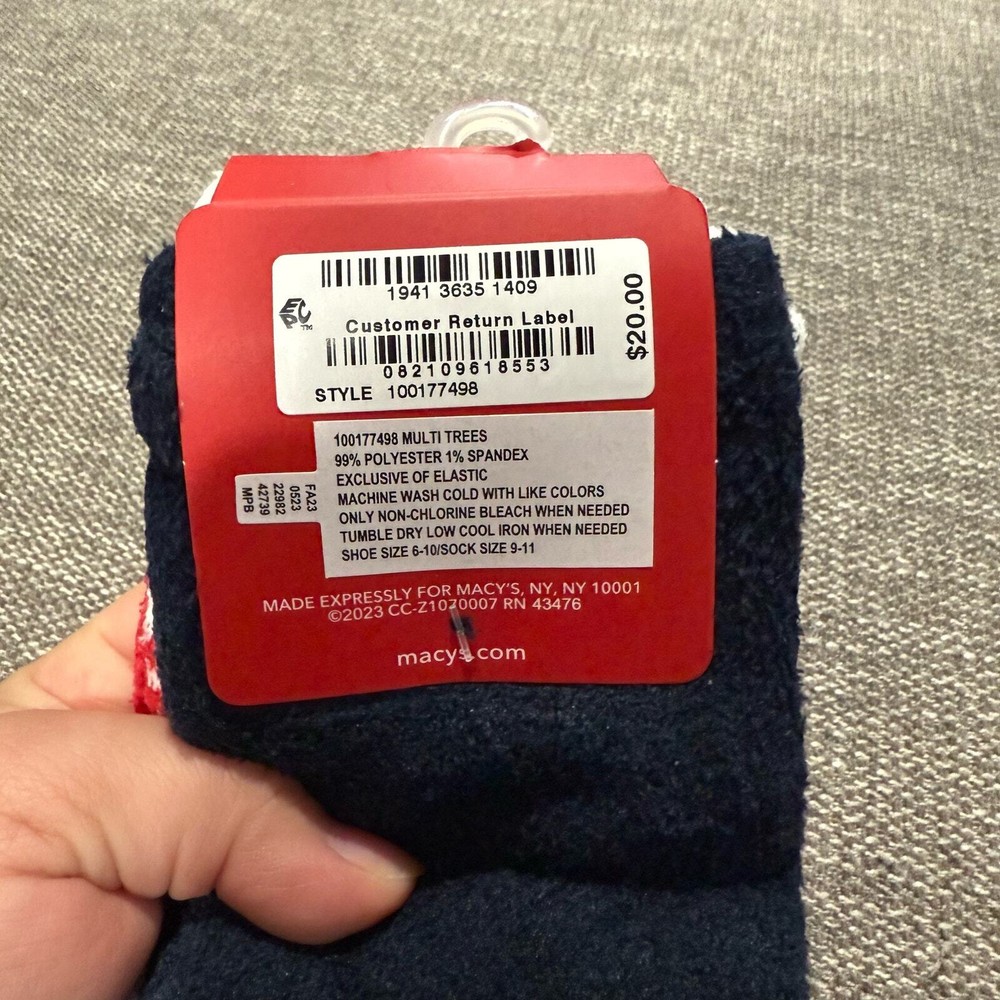 1941 3635 1409
EPC™
Customer Return Label
082109618553
STYLE 100177498
$20.00
100177498 MULTI TREES
99% POLYESTER 1% SPANDEX
EXCLUSIVE OF ELASTIC
MACHINE WASH COLD WITH LIKE COLORS
ONLY NON-CHLORINE BLEACH WHEN NEEDED
TUMBLE DRY LOW COOL IRON WHEN NEEDED
SHOE SIZE 6-10/SOCK SIZE 9-11
FA23
0523
22982
42739
MPB
MADE EXPRESSLY FOR MACY'S, NY, NY 10001
©2023 CC-Z1070007 RN 43476
macys.com